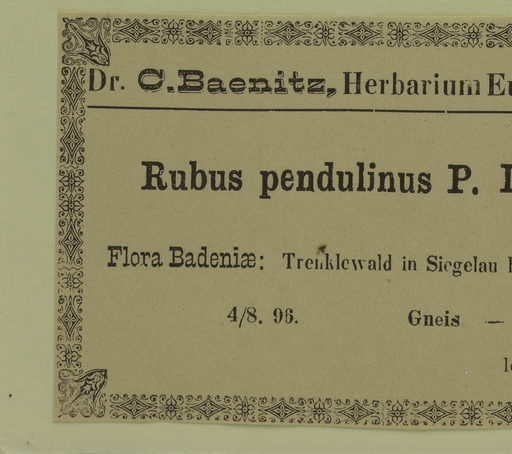 Dr. C. Baenitz, Herbarium
Rubus pendulinus P.
Flora Badeniæ: Trenklewald in Siegelau
4/8. 96. Gneis —